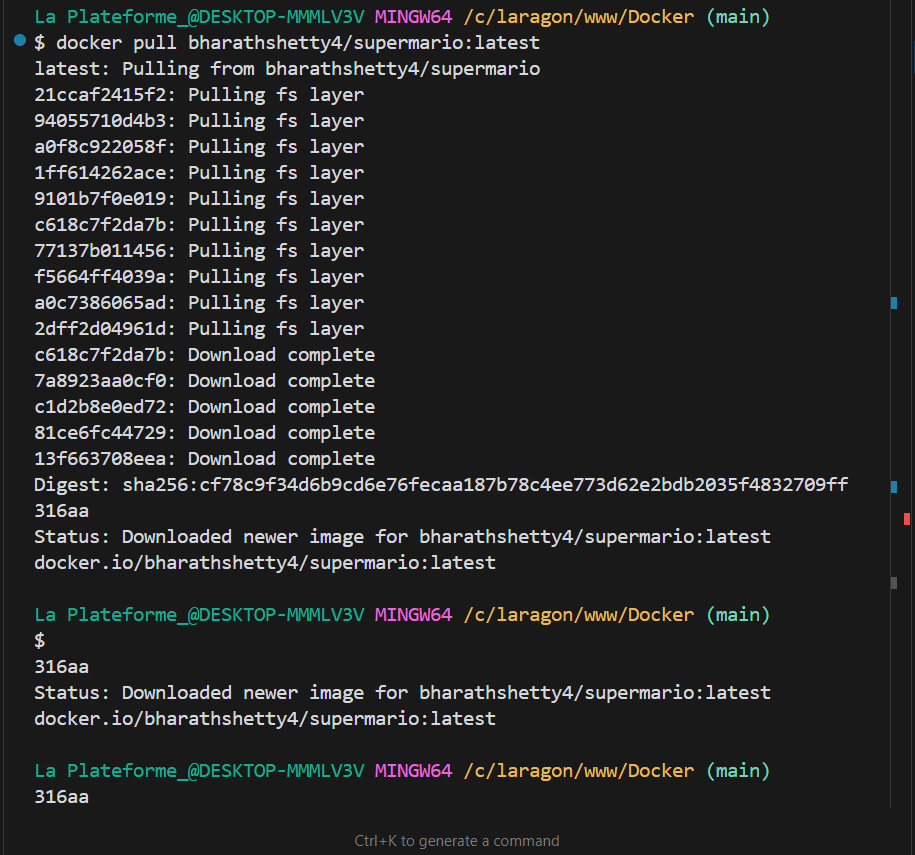 La Plateforme_@DESKTOP-MMMLV3V MINGW64 /c/laragon/www/Docker (main)
$ docker pull bharathshetty4/supermario:latest
latest: Pulling from bharathshetty4/supermario
21ccaf2415f2: Pulling fs layer
94055710d4b3: Pulling fs layer
a0f8c922058f: Pulling fs layer
1ff614262ace: Pulling fs layer
9101b7f0e019: Pulling fs layer
c618c7f2da7b: Pulling fs layer
77137b011456: Pulling fs layer
f5664ff4039a: Pulling fs layer
a0c7386065ad: Pulling fs layer
2dff2d04961d: Pulling fs layer
c618c7f2da7b: Download complete
7a8923aa0cf0: Download complete
c1d2b8e0ed72: Download complete
81ce6fc44729: Download complete
13f663708eea: Download complete
Digest: sha256:cf78c9f34d6b9cd6e76fecaa187b78c4ee773d62e2bdb2035f4832709ff
316aa
Status: Downloaded newer image for bharathshetty4/supermario:latest
docker.io/bharathshetty4/supermario:latest
La Plateforme_@DESKTOP-MMMLV3V MINGW64 /c/laragon/www/Docker (main)
$
316aa
Status: Downloaded newer image for bharathshetty4/supermario:latest
docker.io/bharathshetty4/supermario:latest
La Plateforme_@DESKTOP-MMMLV3V MINGW64 /c/laragon/www/Docker (main)
316aa
Ctrl+K to generate a command